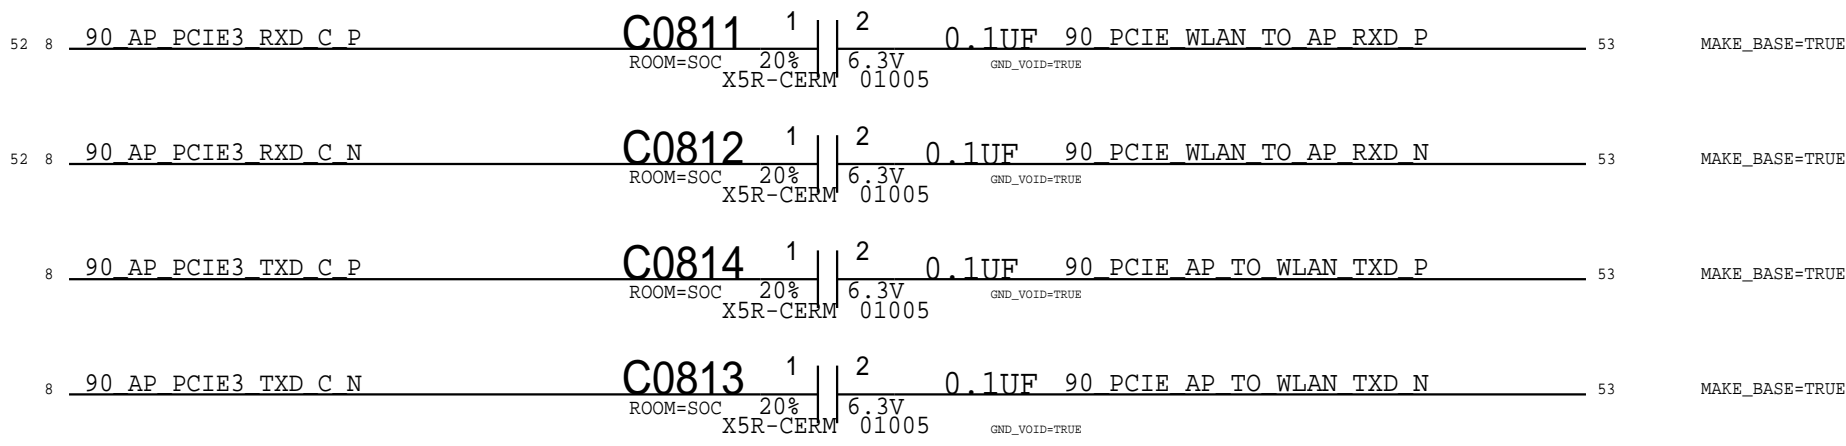 52 8 90_AP_PCIE3_RXD_C_P C0811 1 2 0.1UF 90_PCIE_WLAN_TO_AP_RXD_P 53 MAKE_BASE=TRUE
ROOM=SOC 20% 6.3V GND_VOID=TRUE
X5R-CERM 01005
52 8 90_AP_PCIE3_RXD_C_N C0812 1 2 0.1UF 90_PCIE_WLAN_TO_AP_RXD_N 53 MAKE_BASE=TRUE
ROOM=SOC 20% 6.3V GND_VOID=TRUE
X5R-CERM 01005
8 90_AP_PCIE3_TXD_C_P C0814 1 2 0.1UF 90_PCIE_AP_TO_WLAN_TXD_P 53 MAKE_BASE=TRUE
ROOM=SOC 20% 6.3V GND_VOID=TRUE
X5R-CERM 01005
8 90_AP_PCIE3_TXD_C_N C0813 1 2 0.1UF 90_PCIE_AP_TO_WLAN_TXD_N 53 MAKE_BASE=TRUE
ROOM=SOC 20% 6.3V
X5R-CERM 01005 GND_VOID=TRUE